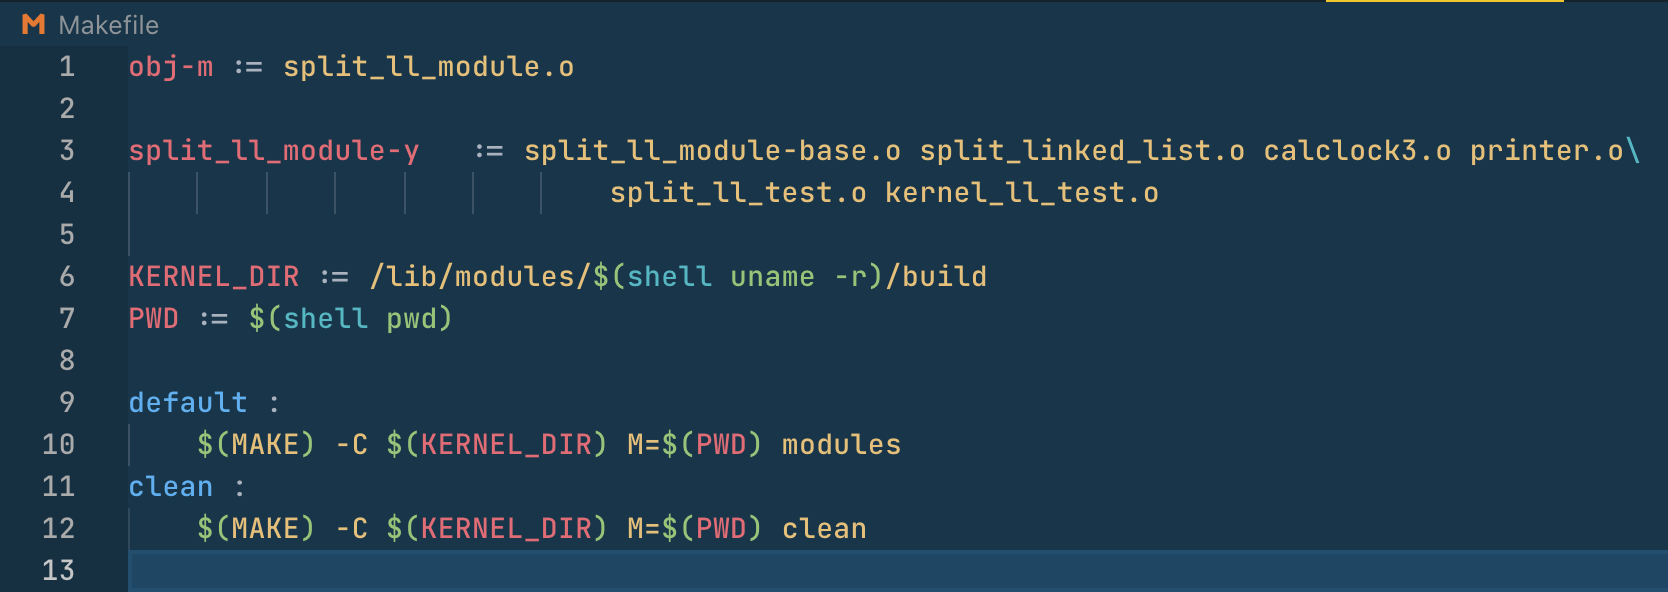 M Makefile
1 obj-m := split_ll_module.o
2
3 split_ll_module-y := split_ll_module-base.o split_linked_list.o calclock3.o printer.o\
4 split_ll_test.o kernel_ll_test.o
5
6 KERNEL_DIR := /lib/modules/$(shell uname -r)/build
7 PWD := $(shell pwd)
8
9 default :
10 $(MAKE) -C $(KERNEL_DIR) M=$(PWD) modules
11 clean :
12 $(MAKE) -C $(KERNEL_DIR) M=$(PWD) clean
13